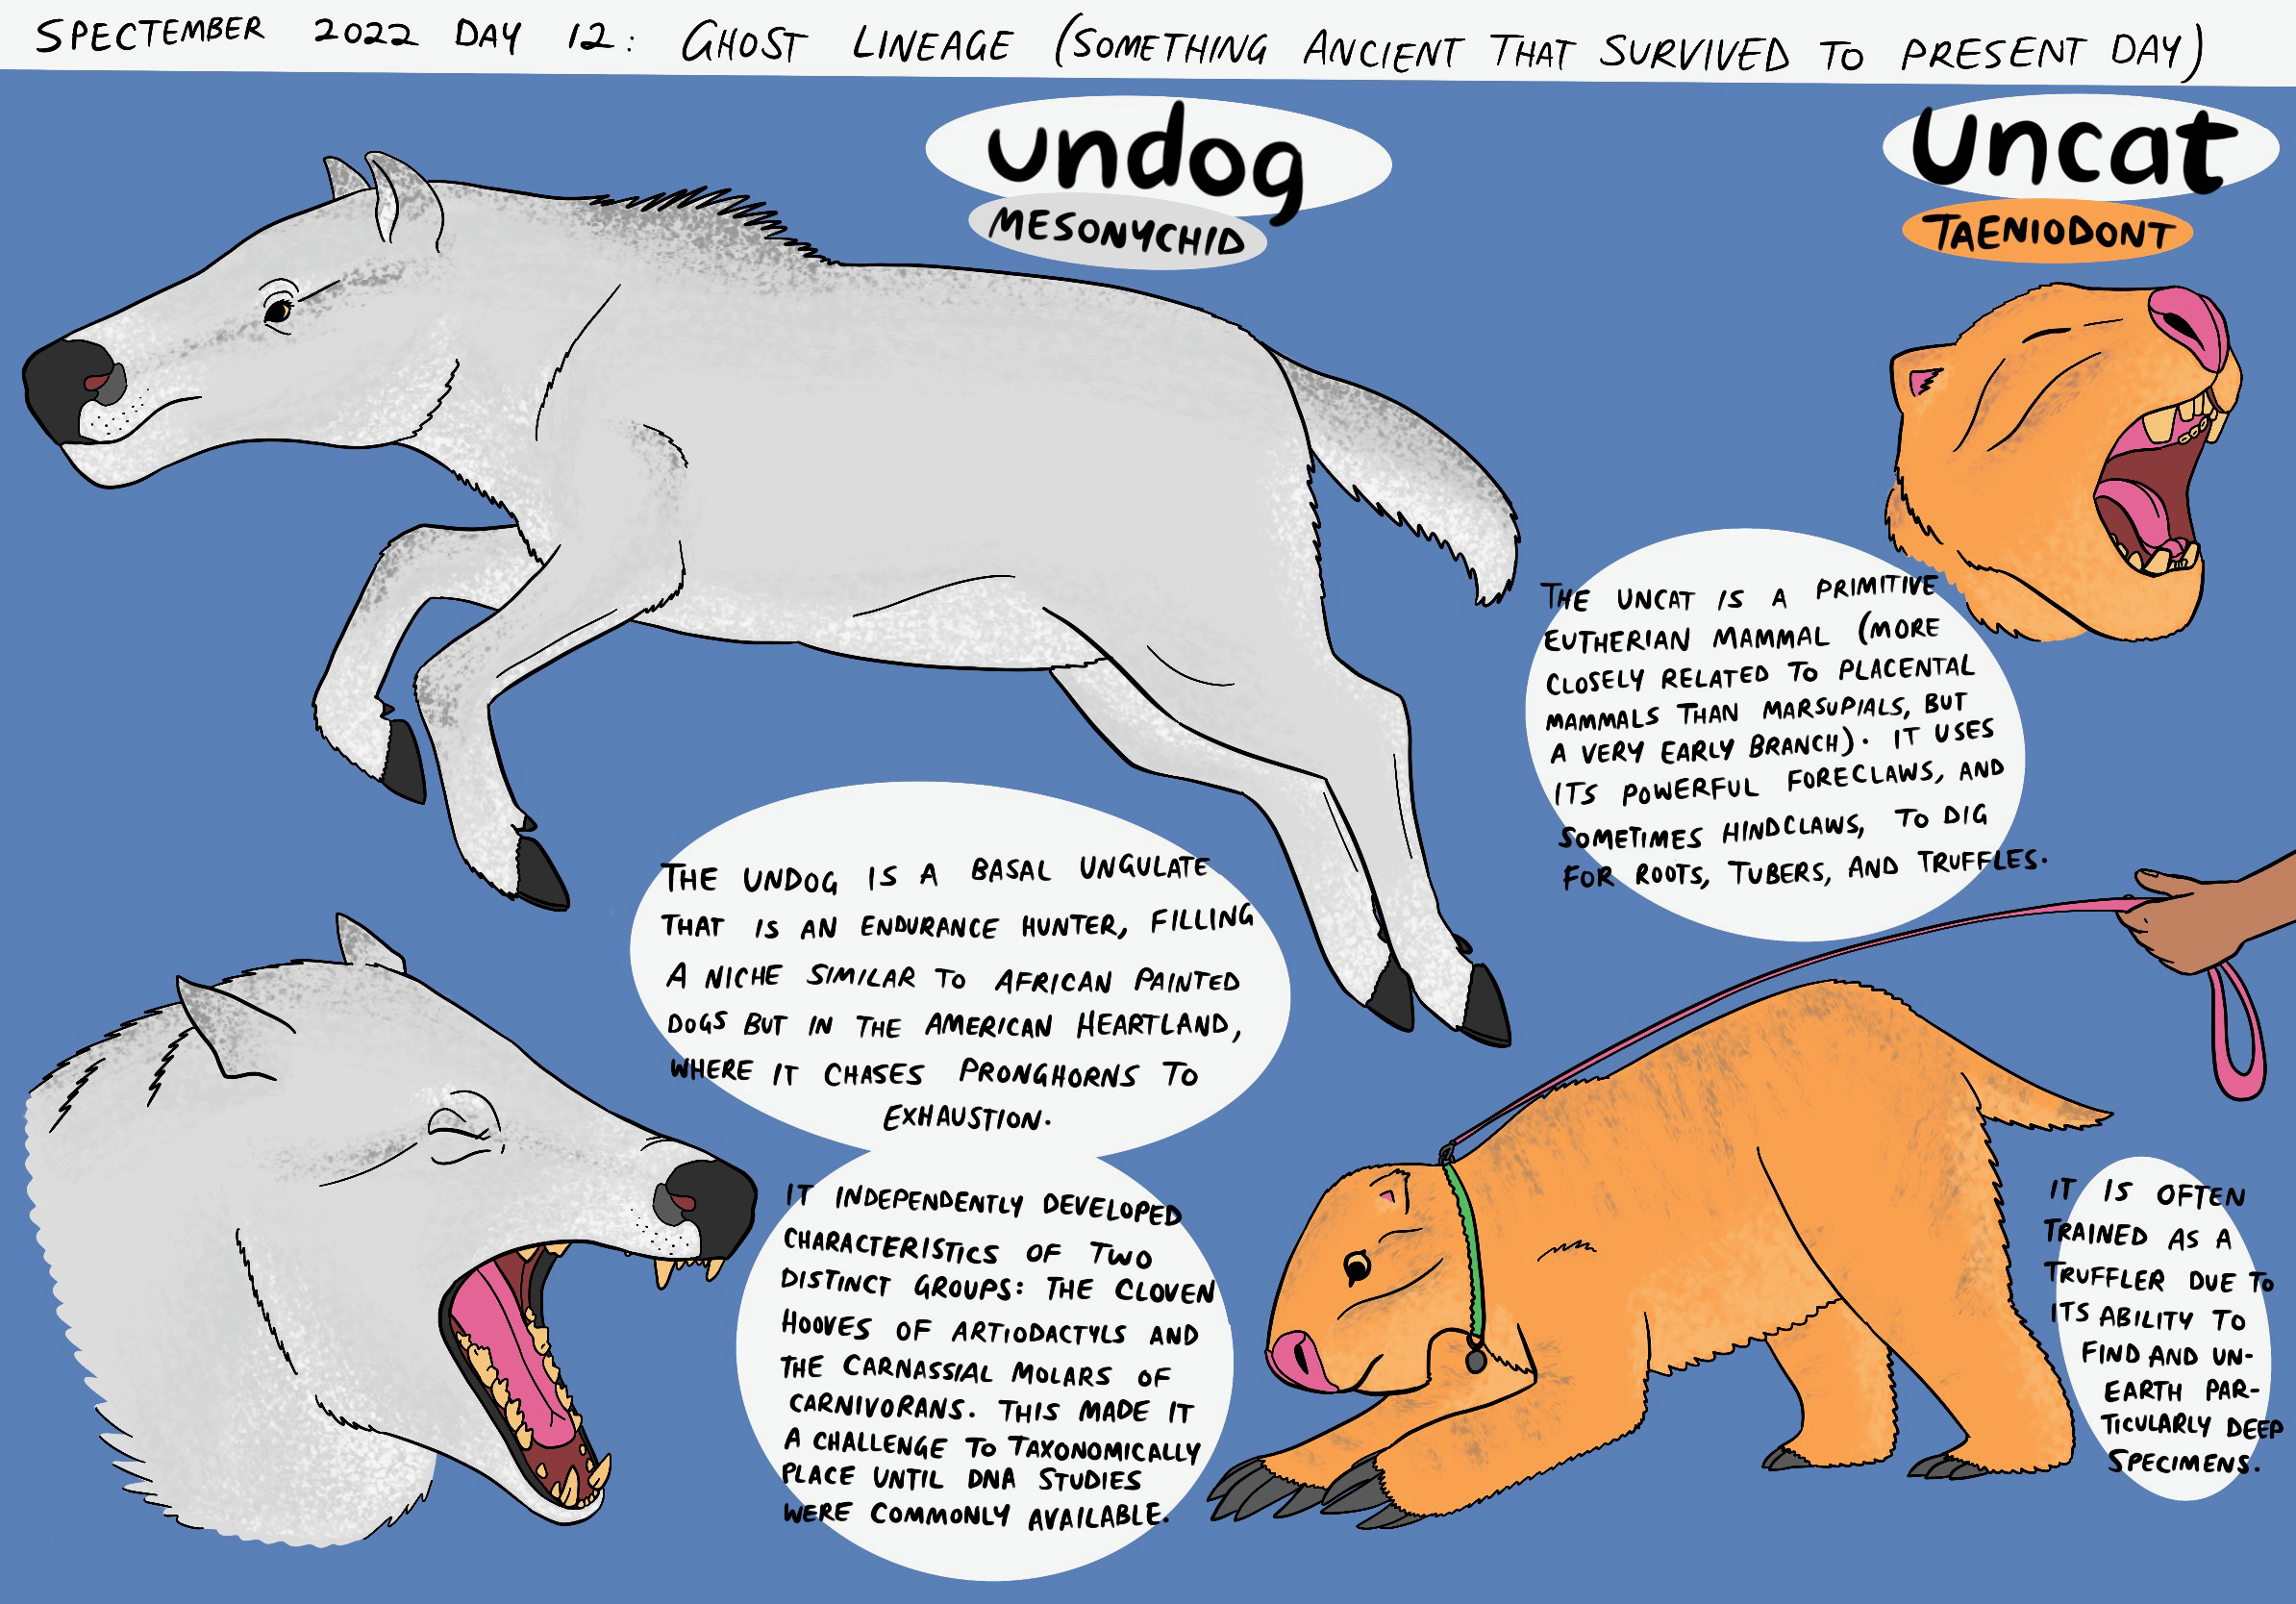 SPECTEMBER 2022 DAY 12: GHOST LINEAGE (SOMETHING ANCIENT THAT SURVIVED TO PRESENT DAY)
undog
MESONYCHID
Uncat
TAENIODONT
THE UNCAT IS A PRIMITIVE
EUTHERIAN MAMMAL (MORE
CLOSELY RELATED TO PLACENTAL
MAMMALS THAN MARSUPIALS, BUT
A VERY EARLY BRANCH). IT USES
ITS POWERFUL FORECLAWS, AND
SOMETIMES HINDCLAWS, TO DIG
FOR ROOTS, TUBERS, AND TRUFFLES.
THE UNDOG IS A BASAL UNGULATE
THAT IS AN ENDURANCE HUNTER, FILLING
A NICHE SIMILAR TO AFRICAN PAINTED
DOGS BUT IN THE AMERICAN HEARTLAND,
WHERE IT CHASES PRONGHORNS TO
EXHAUSTION.
IT INDEPENDENTLY DEVELOPED
CHARACTERISTICS OF TWO
DISTINCT GROUPS: THE CLOVEN
HOOVES OF ARTIODACTYLS AND
THE CARNASSIAL MOLARS OF
CARNIVORANS. THIS MADE IT
A CHALLENGE TO TAXONOMICALLY
PLACE UNTIL DNA STUDIES
WERE COMMONLY AVAILABLE.
IT IS OFTEN
TRAINED AS A
TRUFFLER DUE TO
ITS ABILITY TO
FIND AND UN-
EARTH PAR-
TICULARLY DEEP
SPECIMENS.